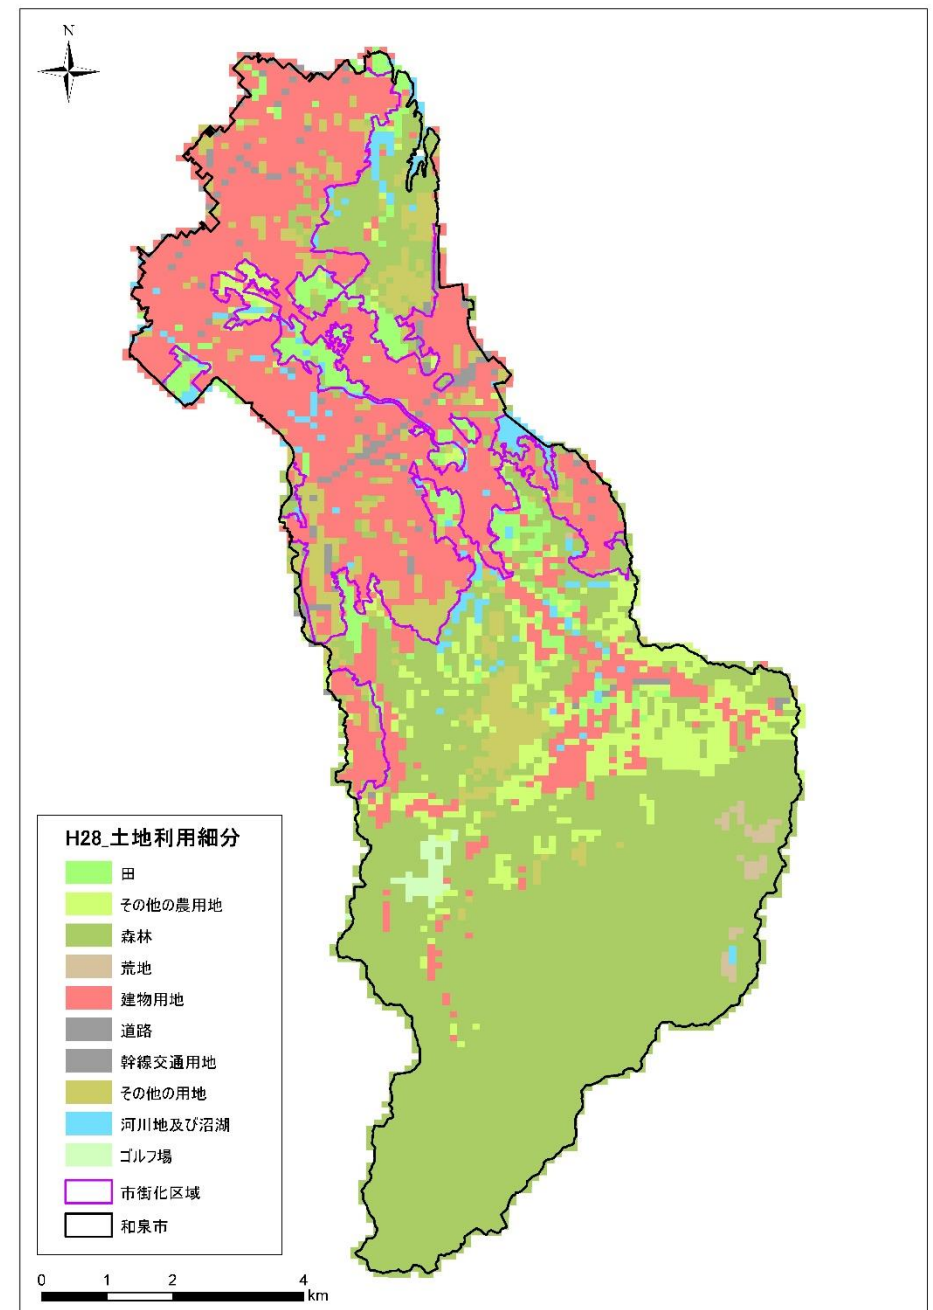 N
H28_土地利用細分
田
その他の農用地
森林
荒地
建物用地
道路
幹線交通用地
その他の用地
河川地及び沼湖
ゴルフ場
市街化区域
和泉市
0 1 2 4
km